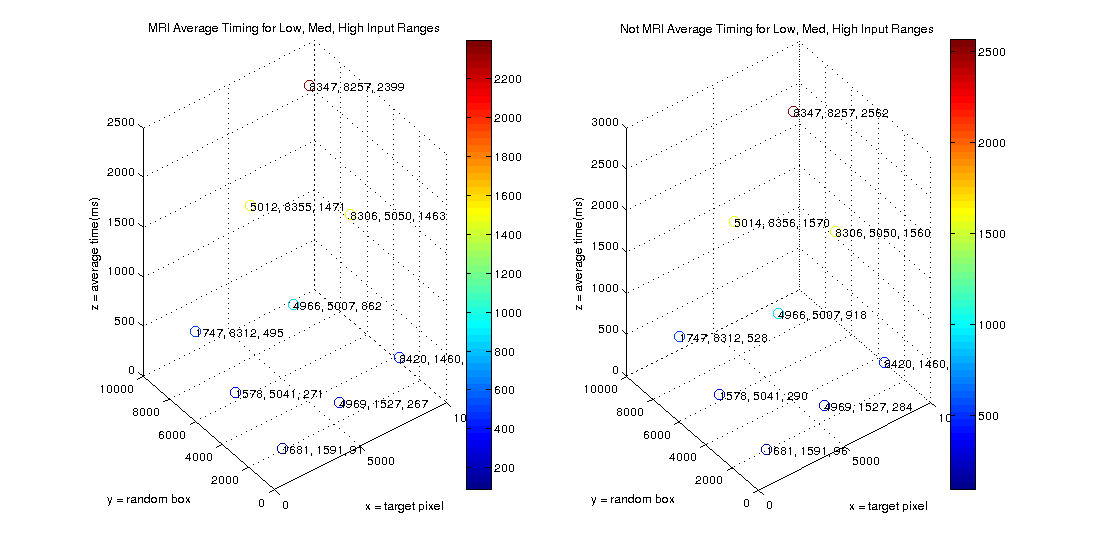 MRI Average Timing for Low, Med, High Input Ranges
8347, 8257, 2399
5012, 8355, 1471
8306, 5050, 1463
4966, 5007, 862
1747, 8312, 495
8420, 1460,
1578, 5041, 271
4969, 1527, 267
1681, 1591, 91
2500
2000
1500
1000
500
0
10000
8000
6000
4000
2000
0
0
5000
10
z = average time(ms)
y = random box
x = target pixel
2200
2000
1800
1600
1400
1200
1000
800
600
400
200
Not MRI Average Timing for Low, Med, High Input Ranges
8347, 8257, 2562
5014, 8356, 1570
8306, 5050, 1560
4966, 5007, 918
1747, 8312, 528
8420, 1460,
1578, 5041, 290
4969, 1527, 284
1681, 1591, 96
3000
2500
2000
1500
1000
500
0
10000
8000
6000
4000
2000
0
0
5000
10
z = average time(ms)
y = random box
x = target pixel
2500
2000
1500
1000
500